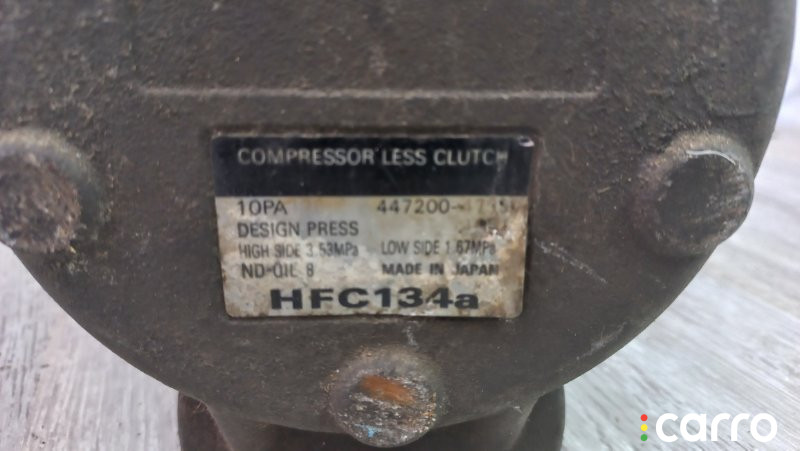 COMPRESSOR LESS CLUTCH
10PA
DESIGN PRESS
HIGH SIDE 3.53MPa LOW SIDE 1.67MPa
ND-OIL 8 MADE IN JAPAN
HFC134a
carro